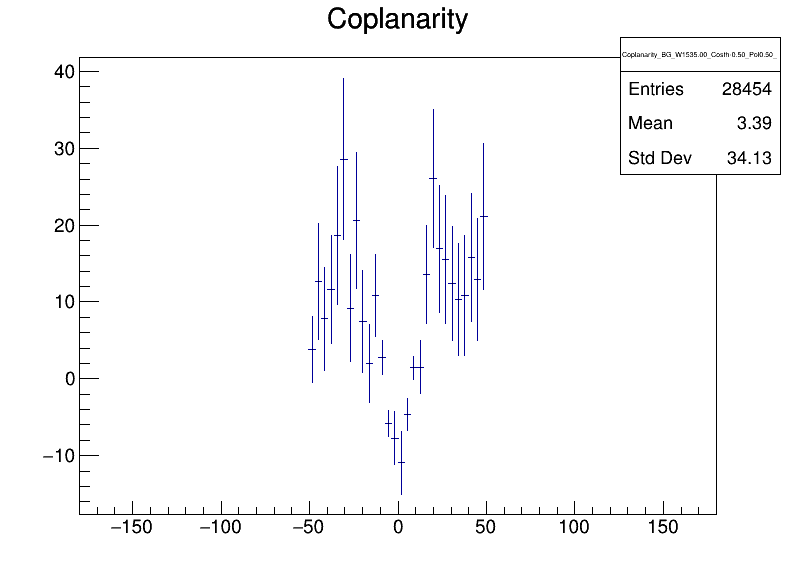 Coplanarity
Coplanarity_BG_W1535.00_Costh-0.50_Pol0.50_
Entries 28454
Mean 3.39
Std Dev 34.13
40
30
20
10
0
−10
−150 −100 −50 0 50 100 150